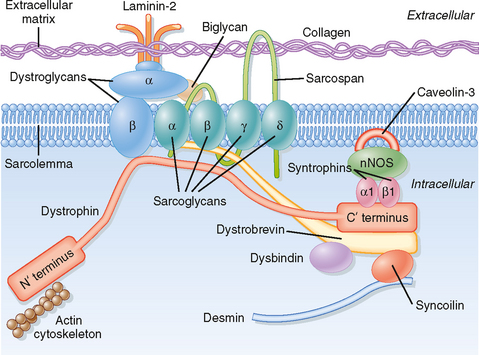 Extracellular
matrix
Laminin-2
Biglycan
Collagen
Extracellular
Dystroglycans
α
Sarcospan
Caveolin-3
β
α
β
γ
δ
nNOS
Sarcolemma
Syntrophins
Intracellular
α1
β1
Sarcoglycans
Dystrophin
C′ terminus
Dystrobrevin
N′ terminus
Dysbindin
Actin
cytoskeleton
Desmin
Syncoilin